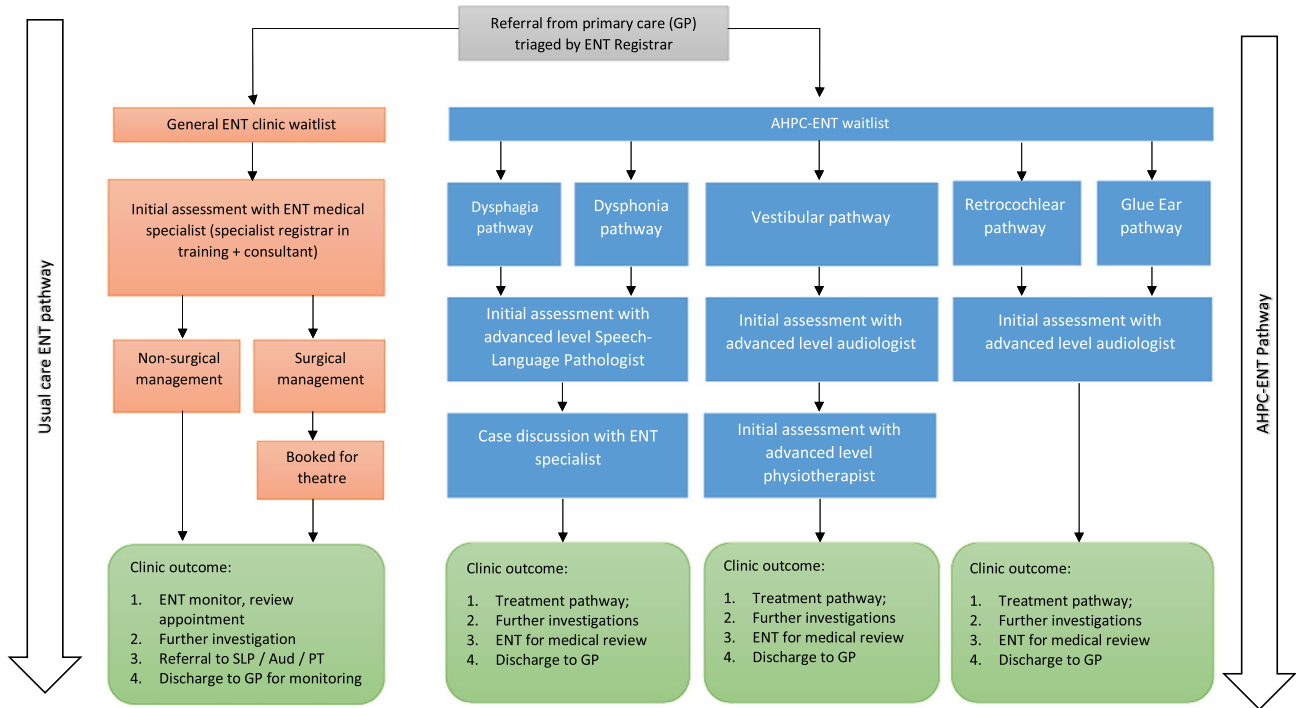 Referral from primary care (GP)
triaged by ENT Registrar
Usual care ENT pathway
General ENT clinic waitlist
Initial assessment with ENT medical
specialist (specialist registrar in
training + consultant)
Non-surgical
management
Surgical
management
Booked for
theatre
Clinic outcome:
1. ENT monitor, review
appointment
2. Further investigation
3. Referral to SLP / Aud / PT
4. Discharge to GP for monitoring
AHPC-ENT waitlist
Dysphagia
pathway
Dysphonia
pathway
Vestibular pathway
Retrocochlear
pathway
Glue Ear
pathway
Initial assessment with
advanced level Speech-
Language Pathologist
Initial assessment with
advanced level audiologist
Initial assessment with
advanced level audiologist
Case discussion with ENT
specialist
Initial assessment with
advanced level
physiotherapist
Clinic outcome:
1. Treatment pathway;
2. Further investigations
3. ENT for medical review
4. Discharge to GP
Clinic outcome:
1. Treatment pathway;
2. Further investigations
3. ENT for medical review
4. Discharge to GP
Clinic outcome:
1. Treatment pathway;
2. Further investigations
3. ENT for medical review
4. Discharge to GP
AHPC-ENT Pathway